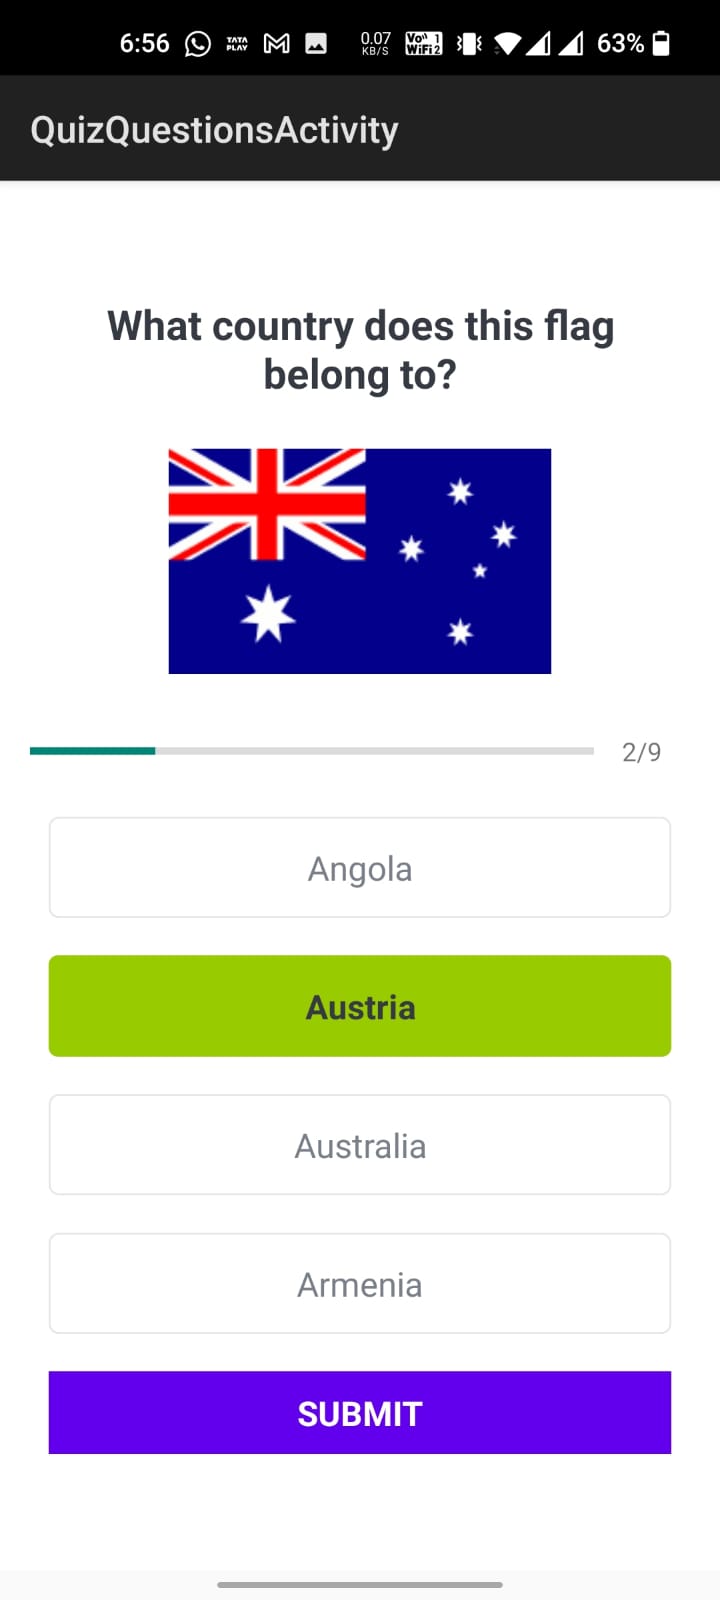 6:56 TATA PLAY 0.07 KB/S Vo)) 1 WiFi 2 63%
QuizQuestionsActivity
What country does this flag
belong to?
2/9
Angola
Austria
Australia
Armenia
SUBMIT